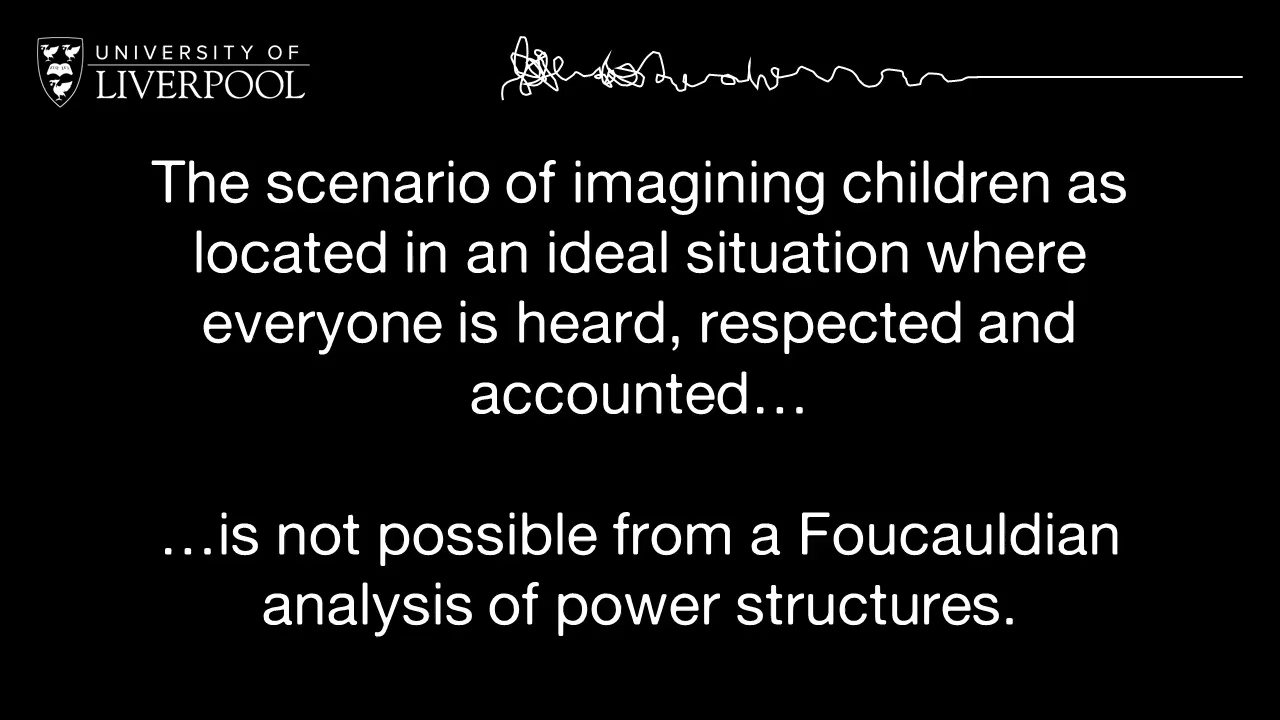 UNIVERSITY OF
LIVERPOOL
The scenario of imagining children as
located in an ideal situation where
everyone is heard, respected and
accounted…
…is not possible from a Foucauldian
analysis of power structures.